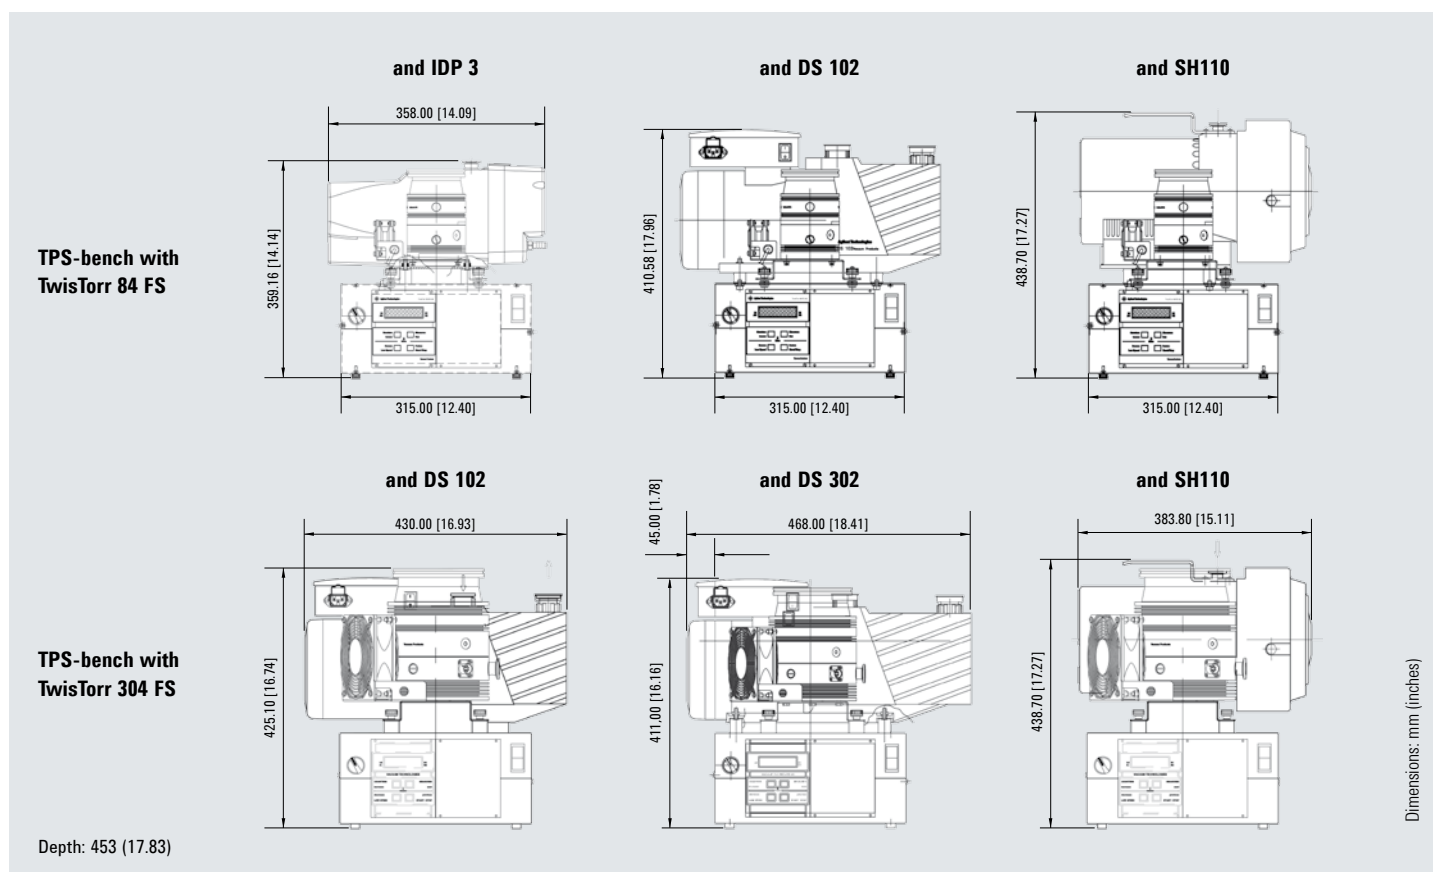 and IDP 3
and DS 102
and SH110
358.00 [14.09]
359.16 [14.14]
410.58 [17.96]
438.70 [17.27]
TPS-bench with
TwisTorr 84 FS
315.00 [12.40]
315.00 [12.40]
315.00 [12.40]
and DS 102
and DS 302
and SH110
430.00 [16.93]
45.00 [1.78]
468.00 [18.41]
383.80 [15.11]
425.10 [16.74]
411.00 [16.16]
438.70 [17.27]
TPS-bench with
TwisTorr 304 FS
Dimensions: mm (inches)
Depth: 453 (17.83)